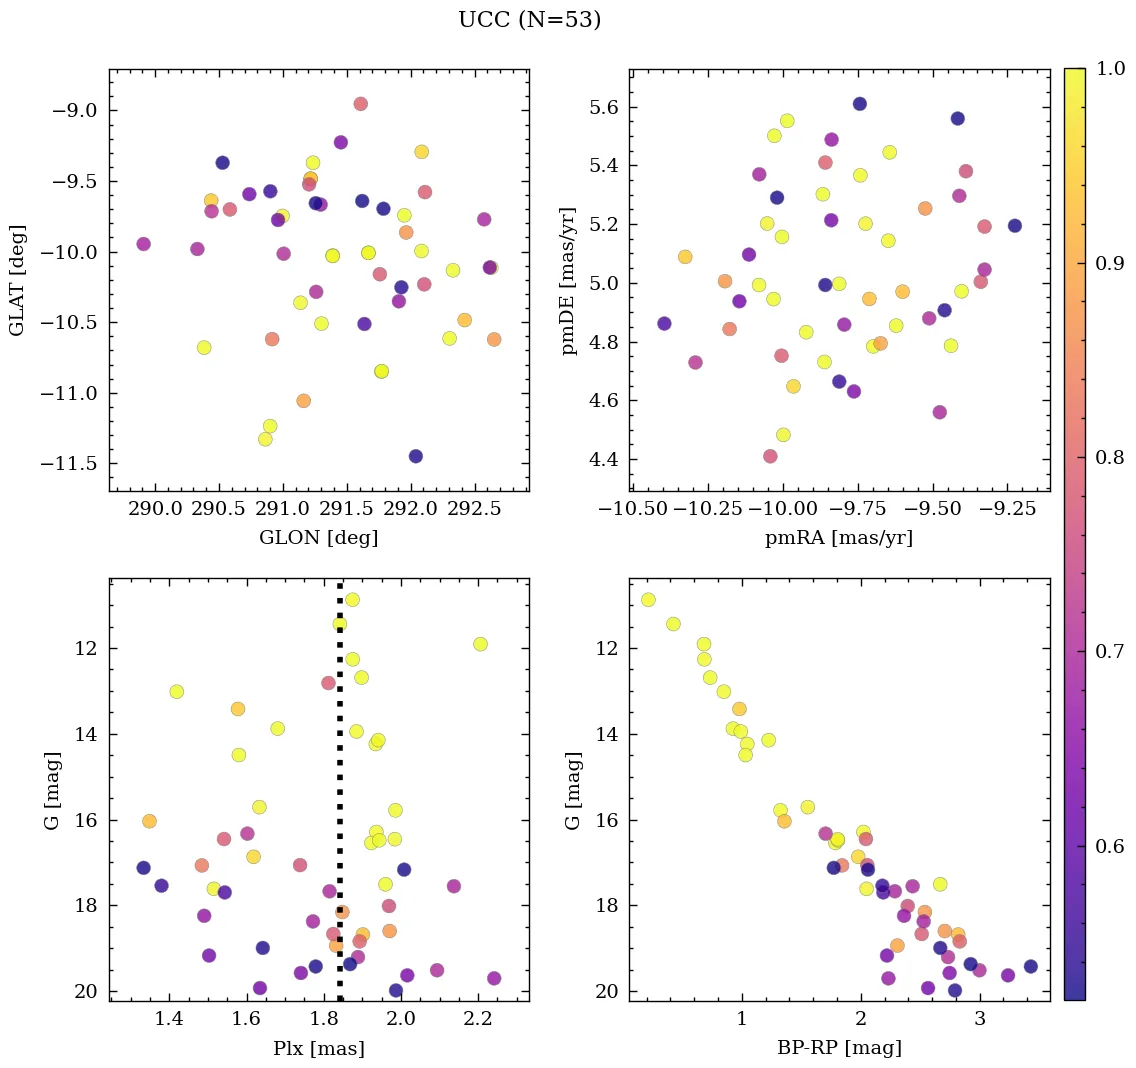 UCC (N=53)
−9.0
−9.5
−10.0
−10.5
−11.0
−11.5
GLAT [deg]
290.0 290.5 291.0 291.5 292.0 292.5
GLON [deg]
5.6
5.4
5.2
5.0
4.8
4.6
4.4
pmDE [mas/yr]
−10.50 −10.25 −10.00 −9.75 −9.50 −9.25
pmRA [mas/yr]
12
14
16
18
20
G [mag]
1.4 1.6 1.8 2.0 2.2
Plx [mas]
12
14
16
18
20
G [mag]
1 2 3
BP-RP [mag]
1.0
0.9
0.8
0.7
0.6